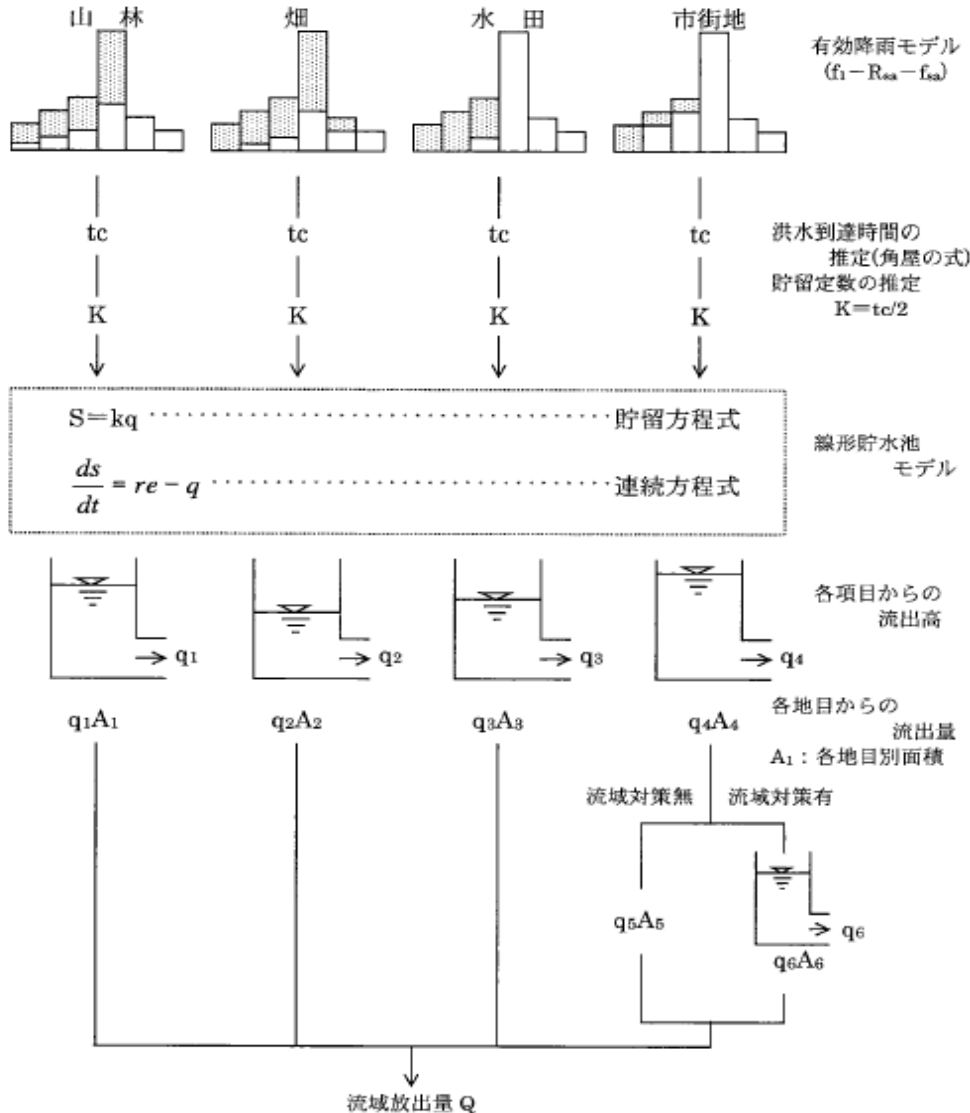 山 林 畑 水 田 市街地
有効降雨モデル
(f₁－Rsa－fsa)
tc tc tc tc
洪水到達時間の
推定(角屋の式)
貯留定数の推定
K K K K
K＝tc/2
S＝kq ････････････････････････ 貯留方程式
ds/dt = re − q ････････････････････････ 連続方程式
線形貯水池
モデル
各項目からの
流出高
q₁ q₂ q₃ q₄
q₁A₁ q₂A₂ q₃A₃ q₄A₄
各地目からの
流出量
A₁：各地目別面積
流域対策無 流域対策有
q₅A₅
q₆
q₆A₆
流域放出量 Q